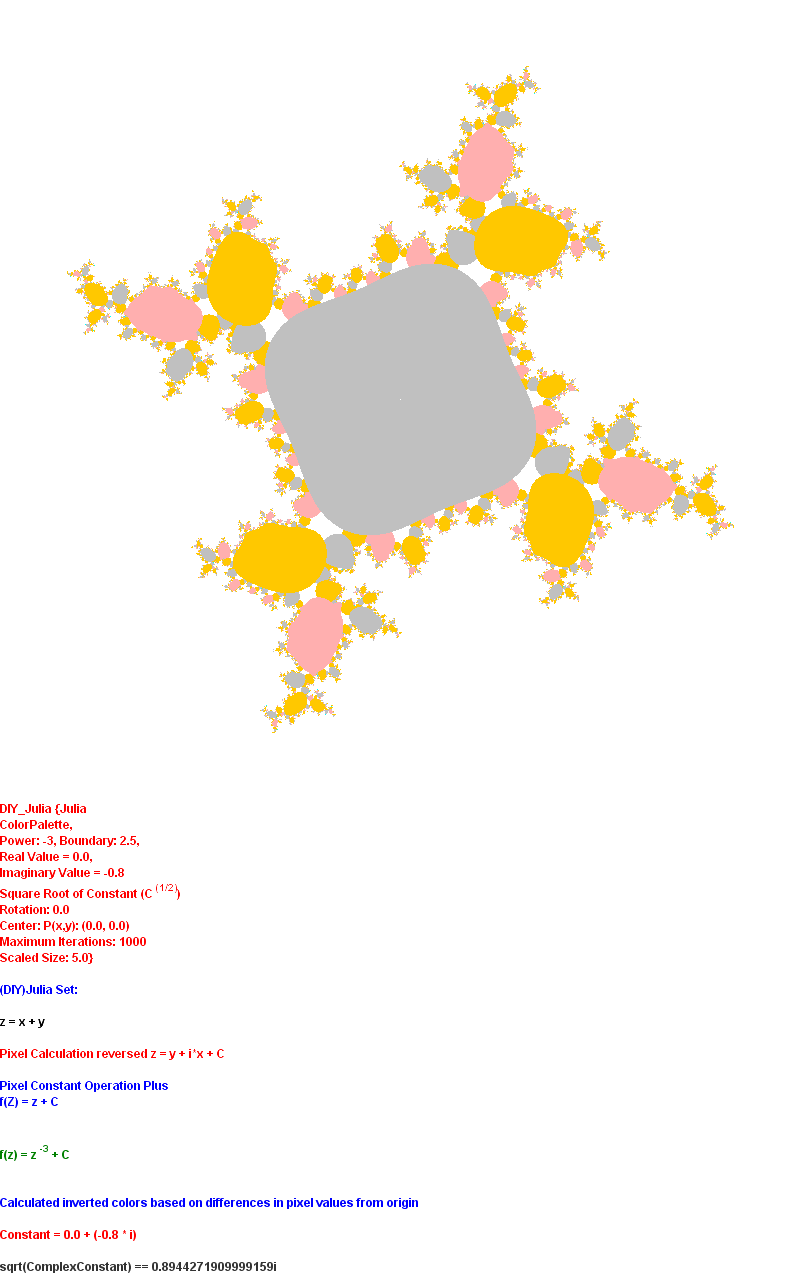 DIY_Julia {Julia
ColorPalette,
Power: -3, Boundary: 2.5,
Real Value = 0.0,
Imaginary Value = -0.8
Square Root of Constant (C (1/2))
Rotation: 0.0
Center: P(x,y): (0.0, 0.0)
Maximum Iterations: 1000
Scaled Size: 5.0}
(DIY)Julia Set:
z = x + y
Pixel Calculation reversed z = y + i*x + C
Pixel Constant Operation Plus
f(Z) = z + C
f(z) = z -3 + C
Calculated inverted colors based on differences in pixel values from origin
Constant = 0.0 + (-0.8 * i)
sqrt(ComplexConstant) == 0.8944271909999159i